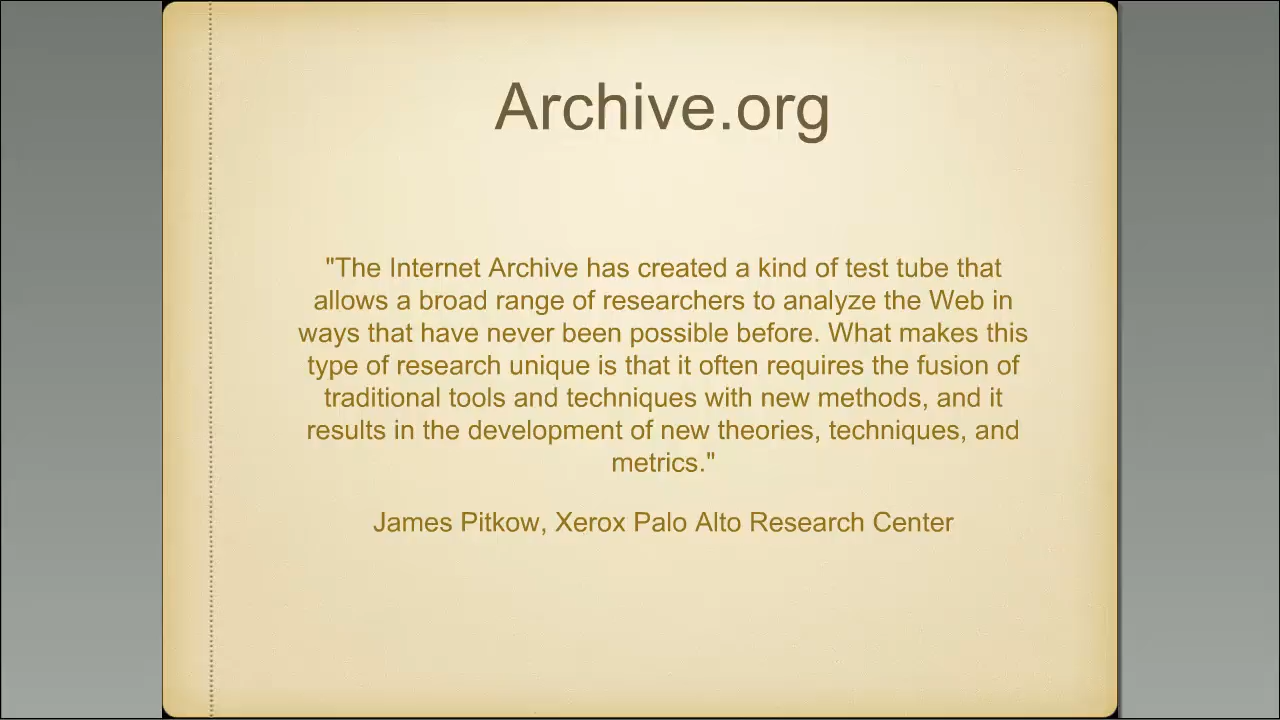 Archive.org
"The Internet Archive has created a kind of test tube that
allows a broad range of researchers to analyze the Web in
ways that have never been possible before. What makes this
type of research unique is that it often requires the fusion of
traditional tools and techniques with new methods, and it
results in the development of new theories, techniques, and
metrics."
James Pitkow, Xerox Palo Alto Research Center